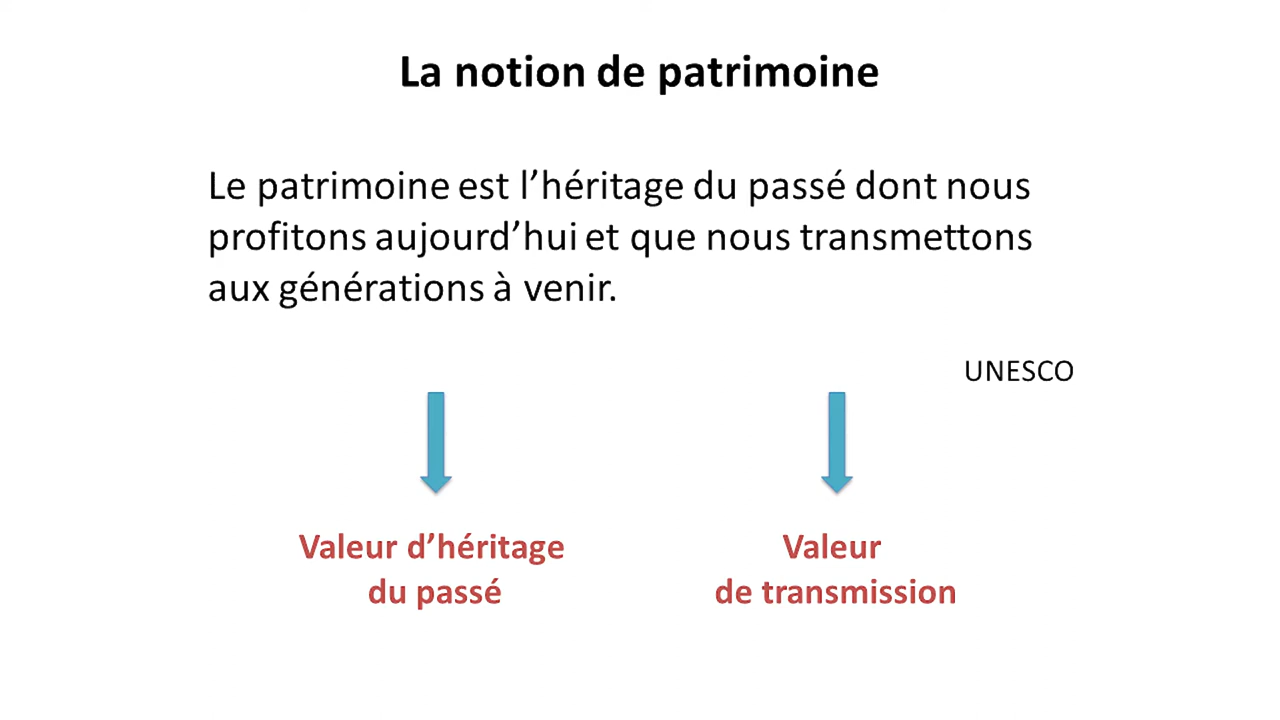 La notion de patrimoine
Le patrimoine est l’héritage du passé dont nous
profitons aujourd’hui et que nous transmettons
aux générations à venir.
UNESCO
Valeur d’héritage
du passé
Valeur
de transmission